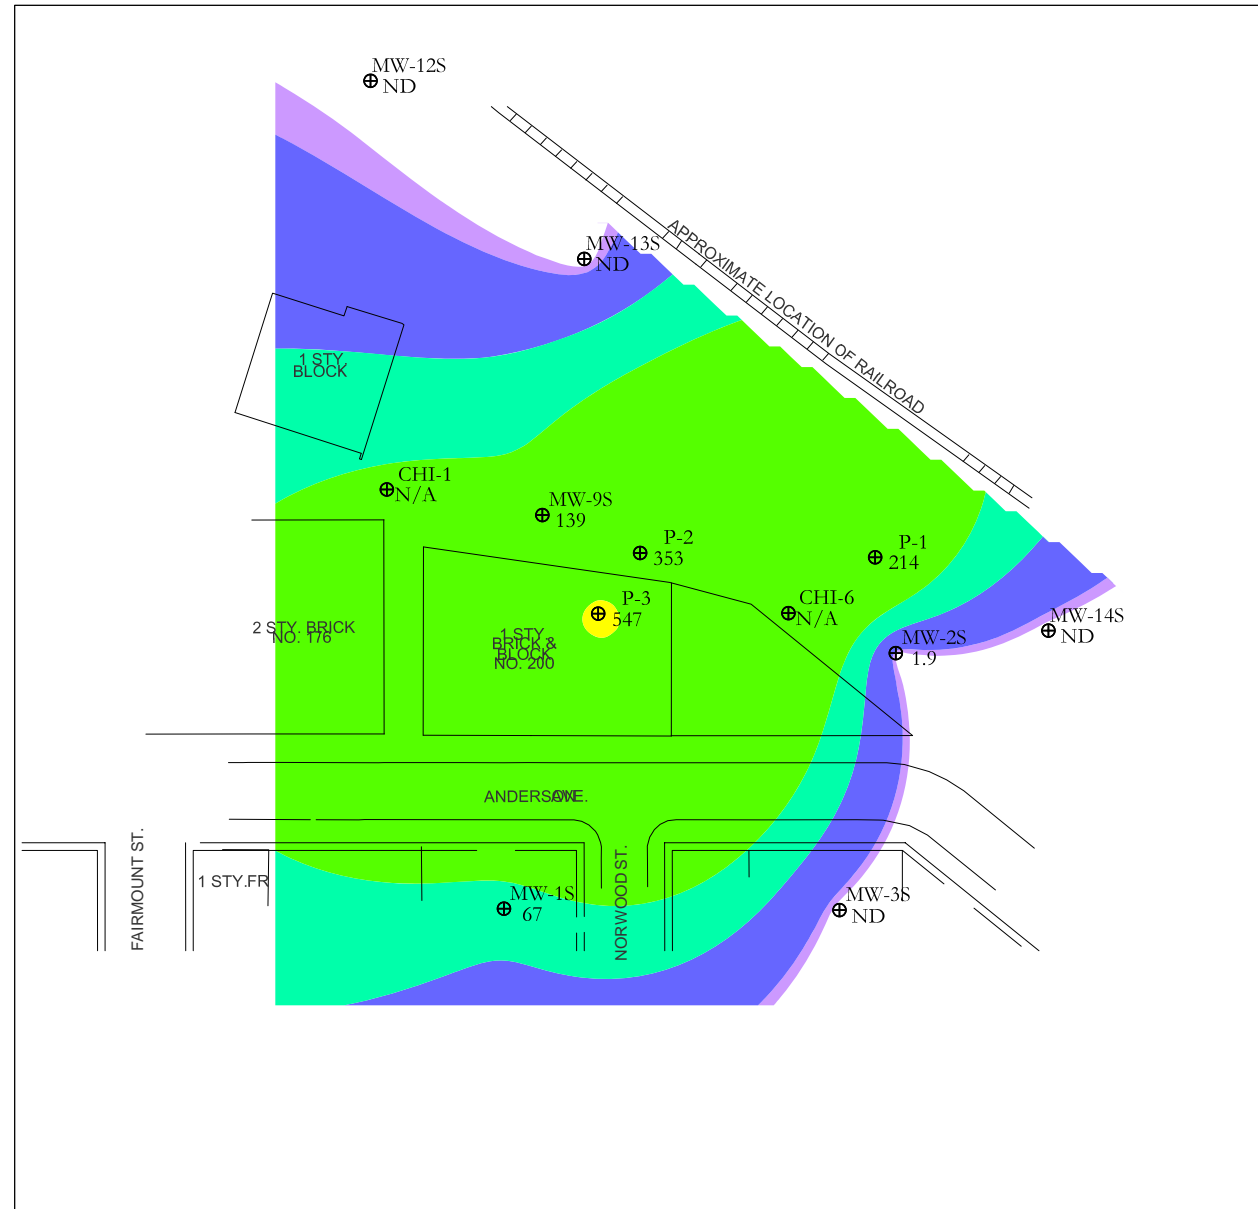 MW-12S
ND
MW-13S
ND
APPROXIMATE LOCATION OF RAILROAD
1 STY.
BLOCK
CHI-1
N/A
MW-9S
139
P-2
353
P-1
214
P-3
547
CHI-6
N/A
MW-14S
ND
MW-2S
1.9
2 STY. BRICK
NO. 176
1 STY.
BRICK &
BLOCK
NO. 200
ANDERSON AVE.
FAIRMOUNT ST.
1 STY.FR
NORWOOD ST.
MW-1S
67
MW-3S
ND